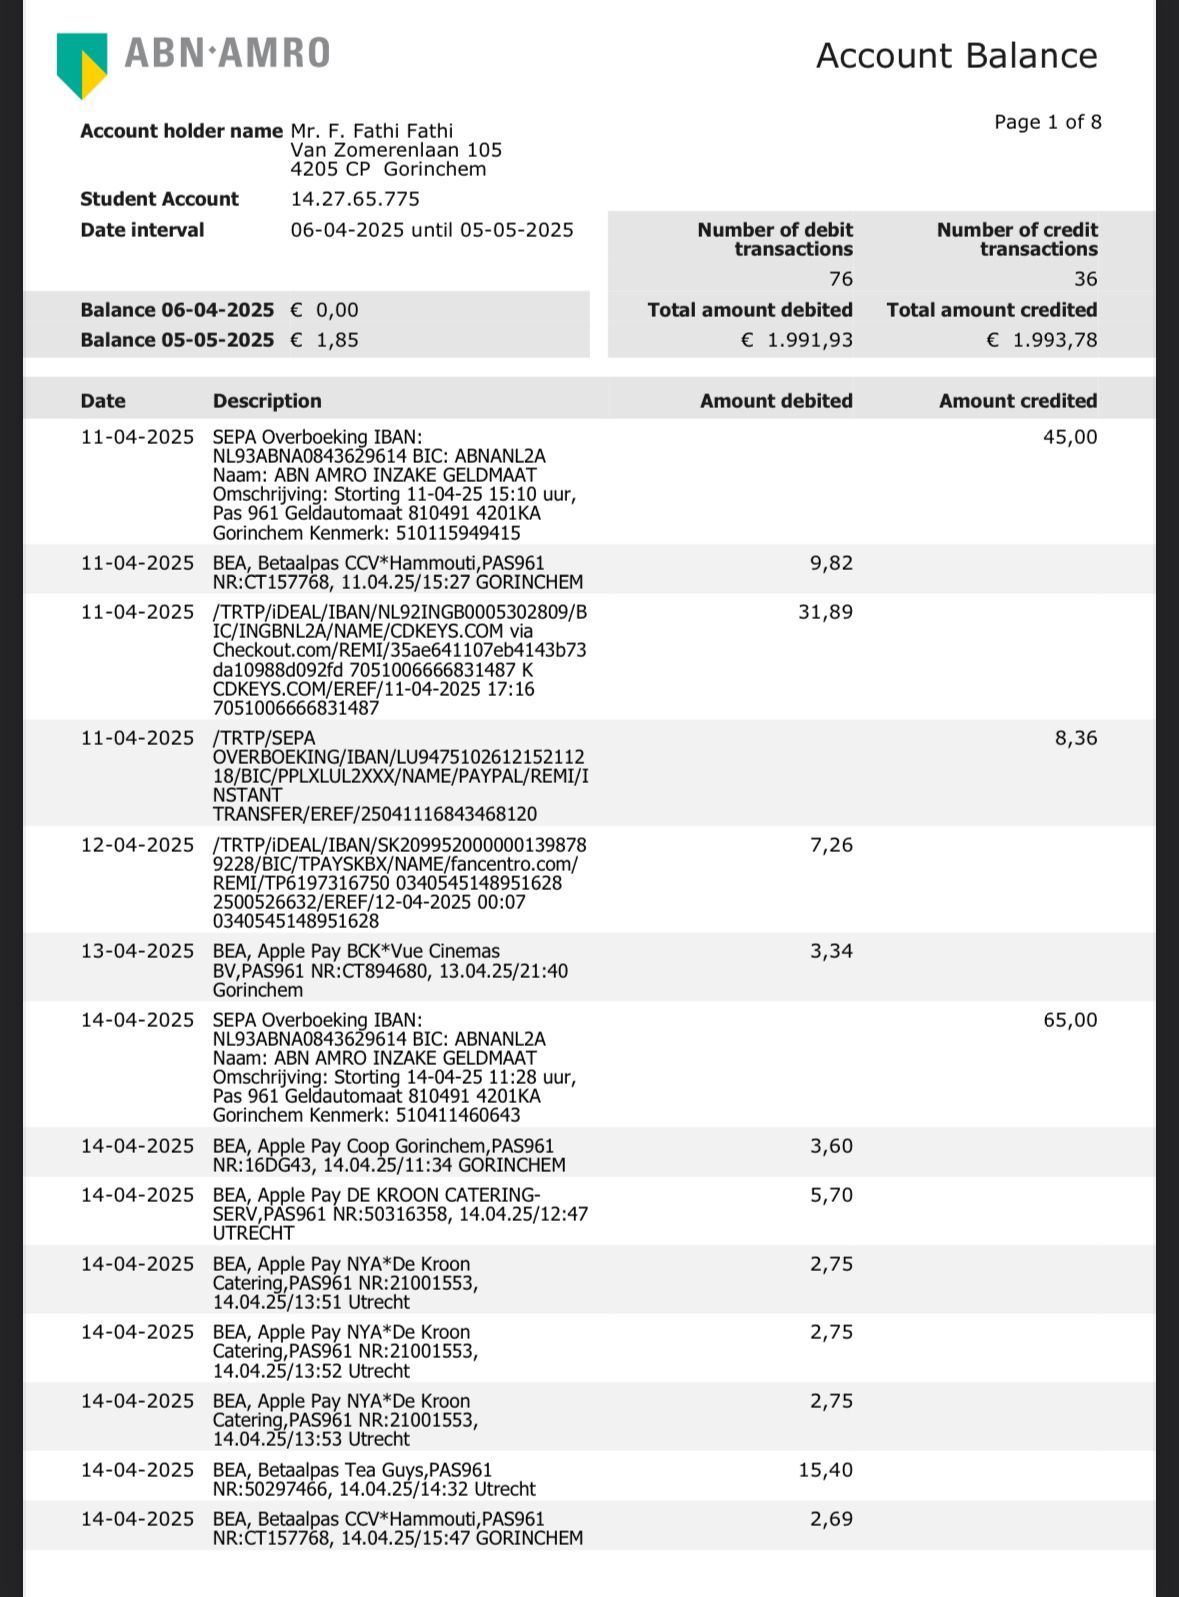 ABN·AMRO
Account Balance
Page 1 of 8
Account holder name Mr. F. Fathi Fathi
Van Zomerenlaan 105
4205 CP Gorinchem
Student Account 14.27.65.775
Date interval 06-04-2025 until 05-05-2025
Number of debit transactions
76
Number of credit transactions
36
Balance 06-04-2025 € 0,00
Balance 05-05-2025 € 1,85
Total amount debited
€ 1.991,93
Total amount credited
€ 1.993,78
Date Description Amount debited Amount credited
11-04-2025 SEPA Overboeking IBAN: 45,00
NL93ABNA0843629614 BIC: ABNANL2A
Naam: ABN AMRO INZAKE GELDMAAT
Omschrijving: Storting 11-04-25 15:10 uur,
Pas 961 Geldautomaat 810491 4201KA
Gorinchem Kenmerk: 510115949415
11-04-2025 BEA, Betaalpas CCV*Hammouti,PAS961 9,82
NR:CT157768, 11.04.25/15:27 GORINCHEM
11-04-2025 /TRTP/iDEAL/IBAN/NL92INGB0005302809/B 31,89
IC/INGBNL2A/NAME/CDKEYS.COM via
Checkout.com/REMI/35ae641107eb4143b73
da10988d092fd 7051006666831487 K
CDKEYS.COM/EREF/11-04-2025 17:16
7051006666831487
11-04-2025 /TRTP/SEPA 8,36
OVERBOEKING/IBAN/LU9475102612152112
18/BIC/PPLXLUL2XXX/NAME/PAYPAL/REMI/I
NSTANT
TRANSFER/EREF/25041116843468120
12-04-2025 /TRTP/iDEAL/IBAN/SK209952000000139878 7,26
9228/BIC/TPAYSKBX/NAME/fancentro.com/
REMI/TP6197316750 0340545148951628
2500526632/EREF/12-04-2025 00:07
0340545148951628
13-04-2025 BEA, Apple Pay BCK*Vue Cinemas 3,34
BV,PAS961 NR:CT894680, 13.04.25/21:40
Gorinchem
14-04-2025 SEPA Overboeking IBAN: 65,00
NL93ABNA0843629614 BIC: ABNANL2A
Naam: ABN AMRO INZAKE GELDMAAT
Omschrijving: Storting 14-04-25 11:28 uur,
Pas 961 Geldautomaat 810491 4201KA
Gorinchem Kenmerk: 510411460643
14-04-2025 BEA, Apple Pay Coop Gorinchem,PAS961 3,60
NR:16DG43, 14.04.25/11:34 GORINCHEM
14-04-2025 BEA, Apple Pay DE KROON CATERING- 5,70
SERV,PAS961 NR:50316358, 14.04.25/12:47
UTRECHT
14-04-2025 BEA, Apple Pay NYA*De Kroon 2,75
Catering,PAS961 NR:21001553,
14.04.25/13:51 Utrecht
14-04-2025 BEA, Apple Pay NYA*De Kroon 2,75
Catering,PAS961 NR:21001553,
14.04.25/13:52 Utrecht
14-04-2025 BEA, Apple Pay NYA*De Kroon 2,75
Catering,PAS961 NR:21001553,
14.04.25/13:53 Utrecht
14-04-2025 BEA, Betaalpas Tea Guys,PAS961 15,40
NR:50297466, 14.04.25/14:32 Utrecht
14-04-2025 BEA, Betaalpas CCV*Hammouti,PAS961 2,69
NR:CT157768, 14.04.25/15:47 GORINCHEM